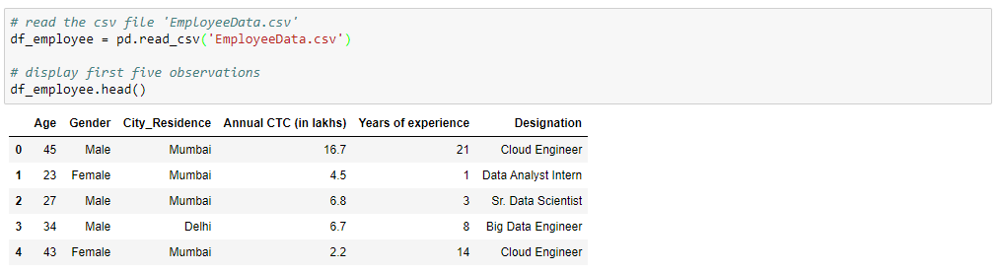 # read the csv file 'EmployeeData.csv'
df_employee = pd.read_csv('EmployeeData.csv')
# display first five observations
df_employee.head()
Age Gender City_Residence Annual CTC (in lakhs) Years of experience Designation
0 45 Male Mumbai 16.7 21 Cloud Engineer
1 23 Female Mumbai 4.5 1 Data Analyst Intern
2 27 Male Mumbai 6.8 3 Sr. Data Scientist
3 34 Male Delhi 6.7 8 Big Data Engineer
4 43 Female Mumbai 2.2 14 Cloud Engineer